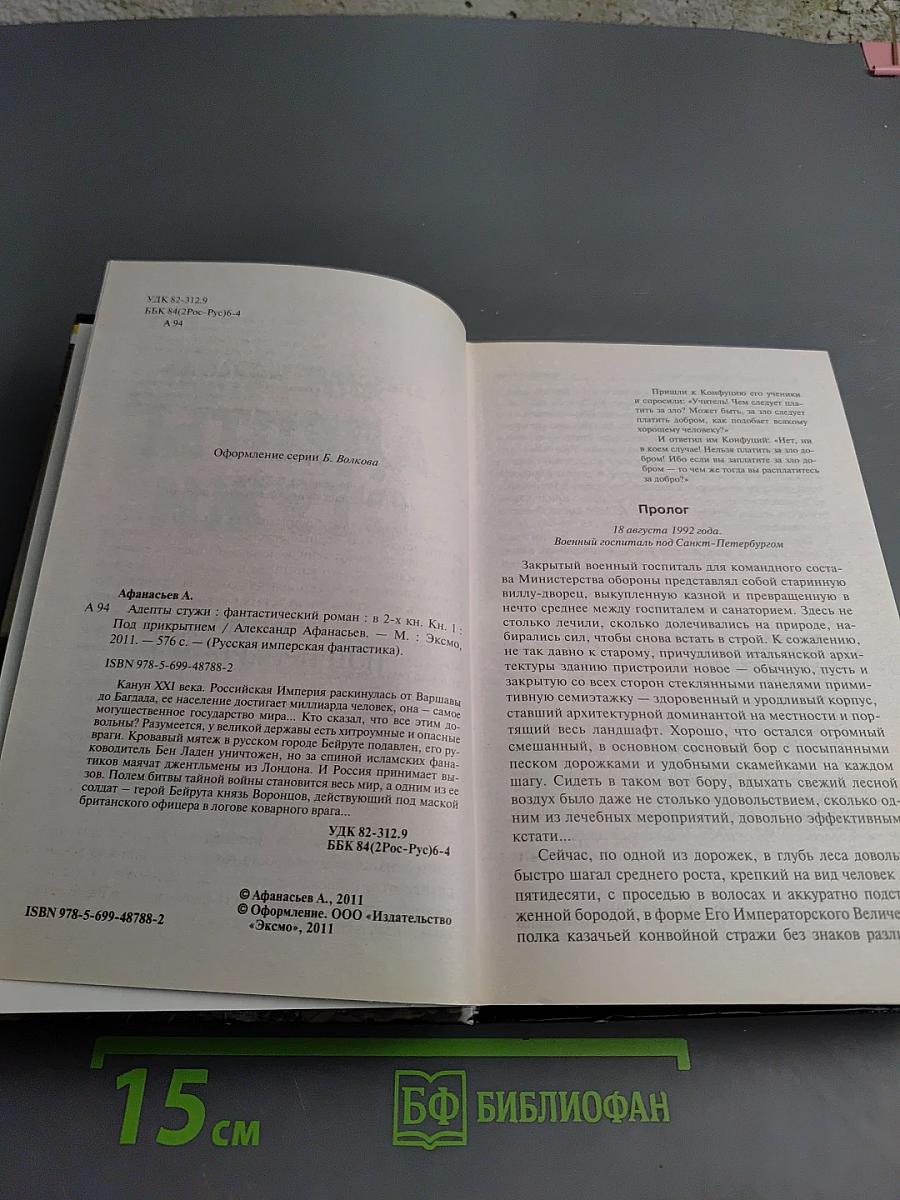 УДК 82-312.9
ББК 84(2Рос-Рус)6-4
А 94
Оформление серии Б. Волкова
Афанасьев А.
А 94 Адепты стужи : фантастический роман : в 2-х кн. Кн. 1 :
Под прикрытием / Александр Афанасьев. — М. : Эксмо,
2011. — 576 с. — (Русская имперская фантастика).
ISBN 978-5-699-48788-2
Канун XXI века. Российская Империя раскинулась от Варшавы
до Багдада, ее население достигает миллиарда человек, она — самое
могущественное государство мира... Кто сказал, что все этим до-
вольны? Разумеется, у великой державы есть хитроумные и опасные
враги. Кровавый мятеж в русском городе Бейруте подавлен, его ру-
ководитель Бен Ладен уничтожен, но за спиной исламских фана-
тиков маячат джентльмены из Лондона. И Россия принимает вы-
зов. Полем битвы тайной войны становится весь мир, а одним из ее
солдат — герой Бейрута князь Воронцов, действующий под маской
британского офицера в логове коварного врага...
УДК 82-312.9
ББК 84(2Рос-Рус)6-4
© Афанасьев А., 2011
© Оформление. ООО «Издательство
«Эксмо», 2011
ISBN 978-5-699-48788-2
Пришли к Конфуцию его ученики
и спросили: «Учитель! Чем следует пла-
тить за зло? Может быть, за зло следует
платить добром, как подобает всякому
хорошему человеку?»
И ответил им Конфуций: «Нет, ни
в коем случае! Нельзя платить за зло до-
бром! Ибо если вы заплатите за зло до-
бром — то чем же тогда вы расплатитесь
за добро?»
Пролог
18 августа 1992 года.
Военный госпиталь под Санкт-Петербургом
Закрытый военный госпиталь для командного соста-
ва Министерства обороны представлял собой старинную
виллу-дворец, выкупленную казной и превращенную в
нечто среднее между госпиталем и санаторием. Здесь не
столько лечили, сколько долечивались на природе, на-
бирались сил, чтобы снова встать в строй. К сожалению,
не так давно к старому, причудливой итальянской архи-
тектуры зданию пристроили новое — обычную, пусть и
закрытую со всех сторон стеклянными панелями прими-
тивную семиэтажку — здоровенный и уродливый корпус,
ставший архитектурной доминантой на местности и пор-
тящий весь ландшафт. Хорошо, что остался огромный
смешанный, в основном сосновый бор с посыпанными
песком дорожками и удобными скамейками на каждом
шагу. Сидеть в таком вот бору, вдыхать свежий лесной
воздух было даже не столько удовольствием, сколько од-
ним из лечебных мероприятий, довольно эффективным
кстати...
Сейчас, по одной из дорожек, в глубь леса доволь
быстро шагал среднего роста, крепкий на вид человек
пятидесяти, с проседью в волосах и аккуратно подст
женной бородой, в форме Его Императорского Величе
полка казачьей конвойной стражи без знаков разли
15 см
БФ БИБЛИОФАН